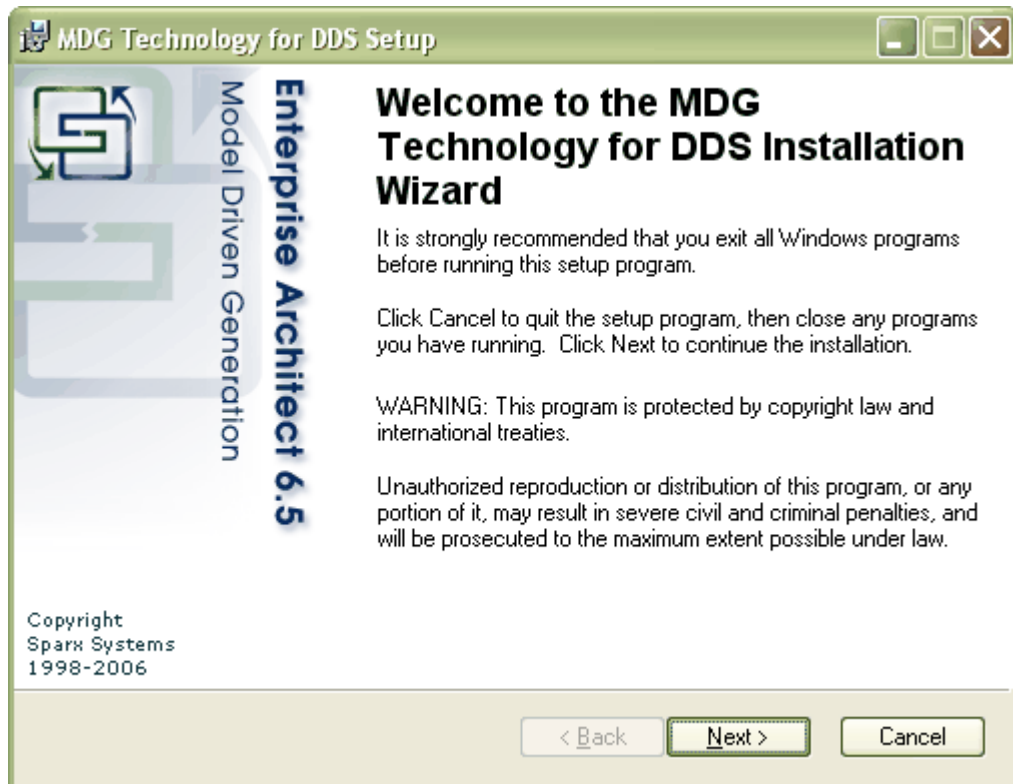 MDG Technology for DDS Setup
Enterprise Architect 6.5
Model Driven Generation
Welcome to the MDG
Technology for DDS Installation
Wizard
It is strongly recommended that you exit all Windows programs
before running this setup program.
Click Cancel to quit the setup program, then close any programs
you have running.  Click Next to continue the installation.
WARNING: This program is protected by copyright law and
international treaties.
Unauthorized reproduction or distribution of this program, or any
portion of it, may result in severe civil and criminal penalties, and
will be prosecuted to the maximum extent possible under law.
Copyright
Sparx Systems
1998-2006
< Back
Next >
Cancel